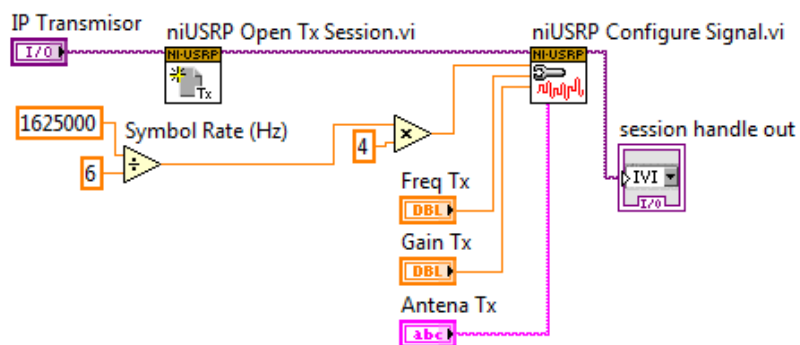 IP Transmisor
niUSRP Open Tx Session.vi
niUSRP Configure Signal.vi
I/O
NI-USRP
Tx
NI-USRP
1625000
Symbol Rate (Hz)
6
÷
4
×
session handle out
IVI
I/O
Freq Tx
DBL
Gain Tx
DBL
Antena Tx
abc